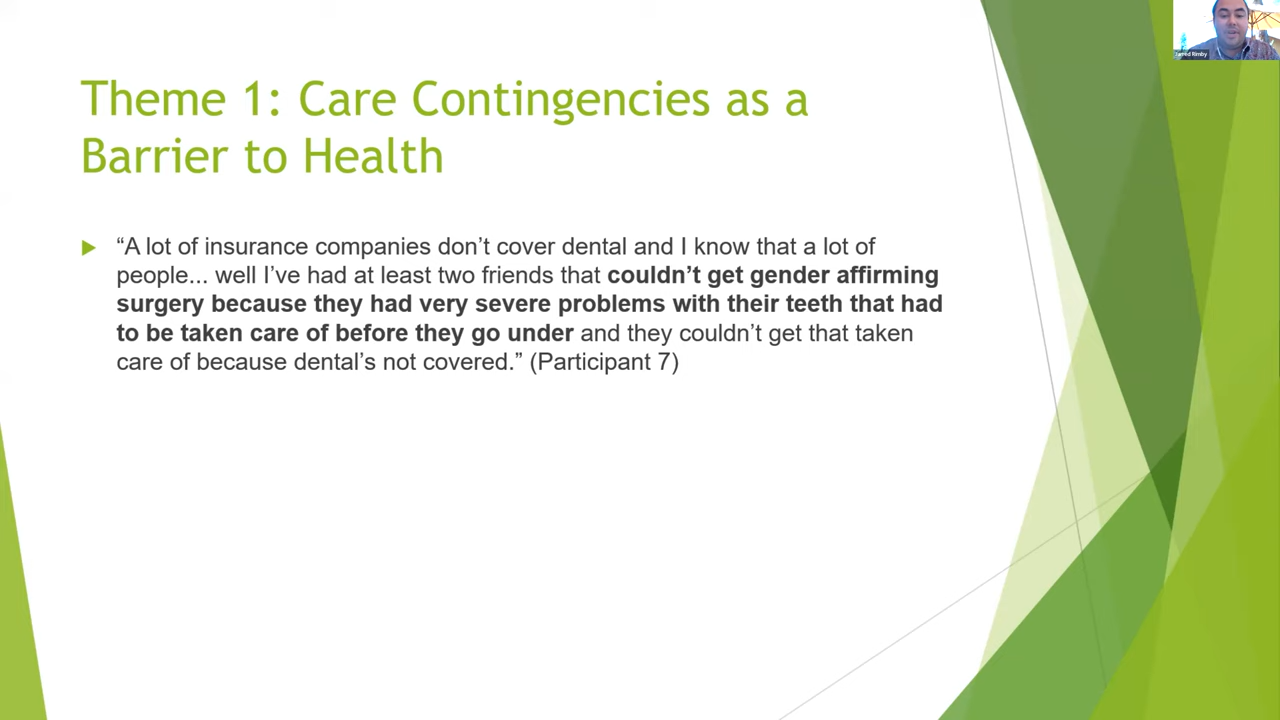 Theme 1: Care Contingencies as a
Barrier to Health
“A lot of insurance companies don’t cover dental and I know that a lot of
people... well I’ve had at least two friends that couldn’t get gender affirming
surgery because they had very severe problems with their teeth that had
to be taken care of before they go under and they couldn’t get that taken
care of because dental’s not covered.” (Participant 7)
Jarred Rimby